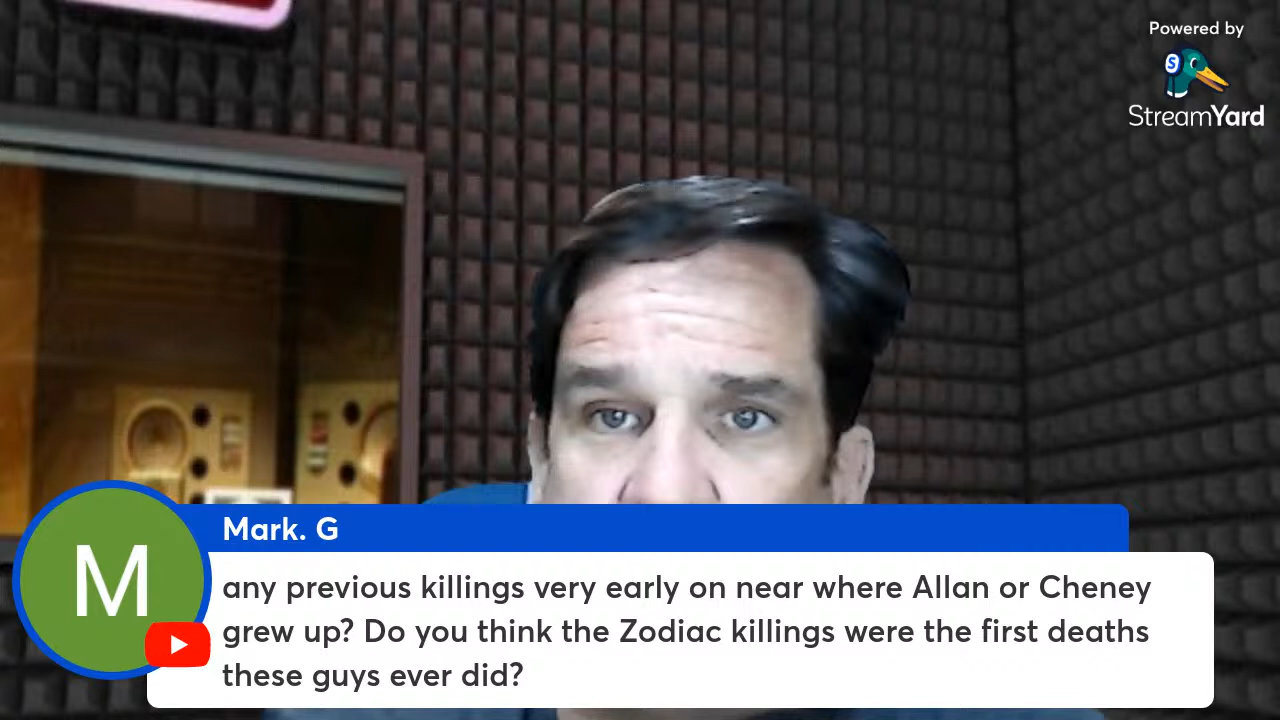 Powered by
S
StreamYard
Mark. G
M
any previous killings very early on near where Allan or Cheney
grew up? Do you think the Zodiac killings were the first deaths
these guys ever did?